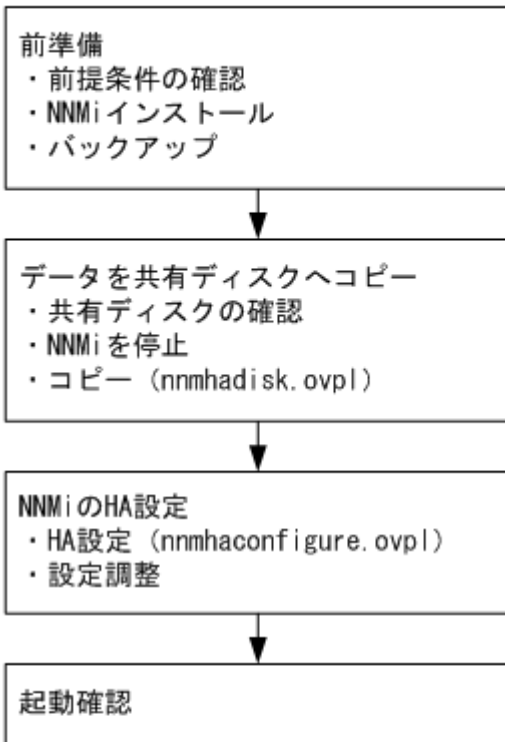 前準備
・前提条件の確認
・NNMiインストール
・バックアップ
データを共有ディスクへコピー
・共有ディスクの確認
・NNMiを停止
・コピー (nnmhadisk.ovpl)
NNMiのHA設定
・HA設定 (nnmhaconfigure.ovpl)
・設定調整
起動確認